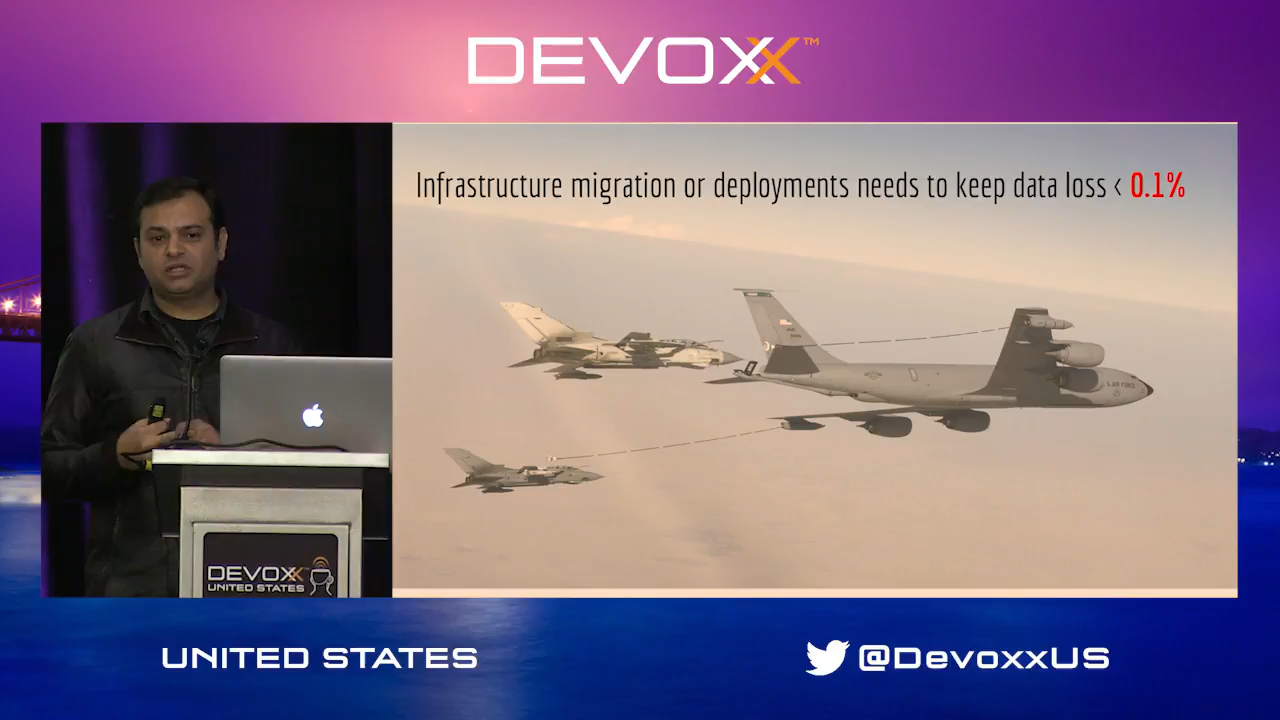 DEVOXX™
Infrastructure migration or deployments needs to keep data loss < 0.1%
U.S. AIR FORCE
DEVOXX
UNITED STATES
UNITED STATES
@DevoxxUS